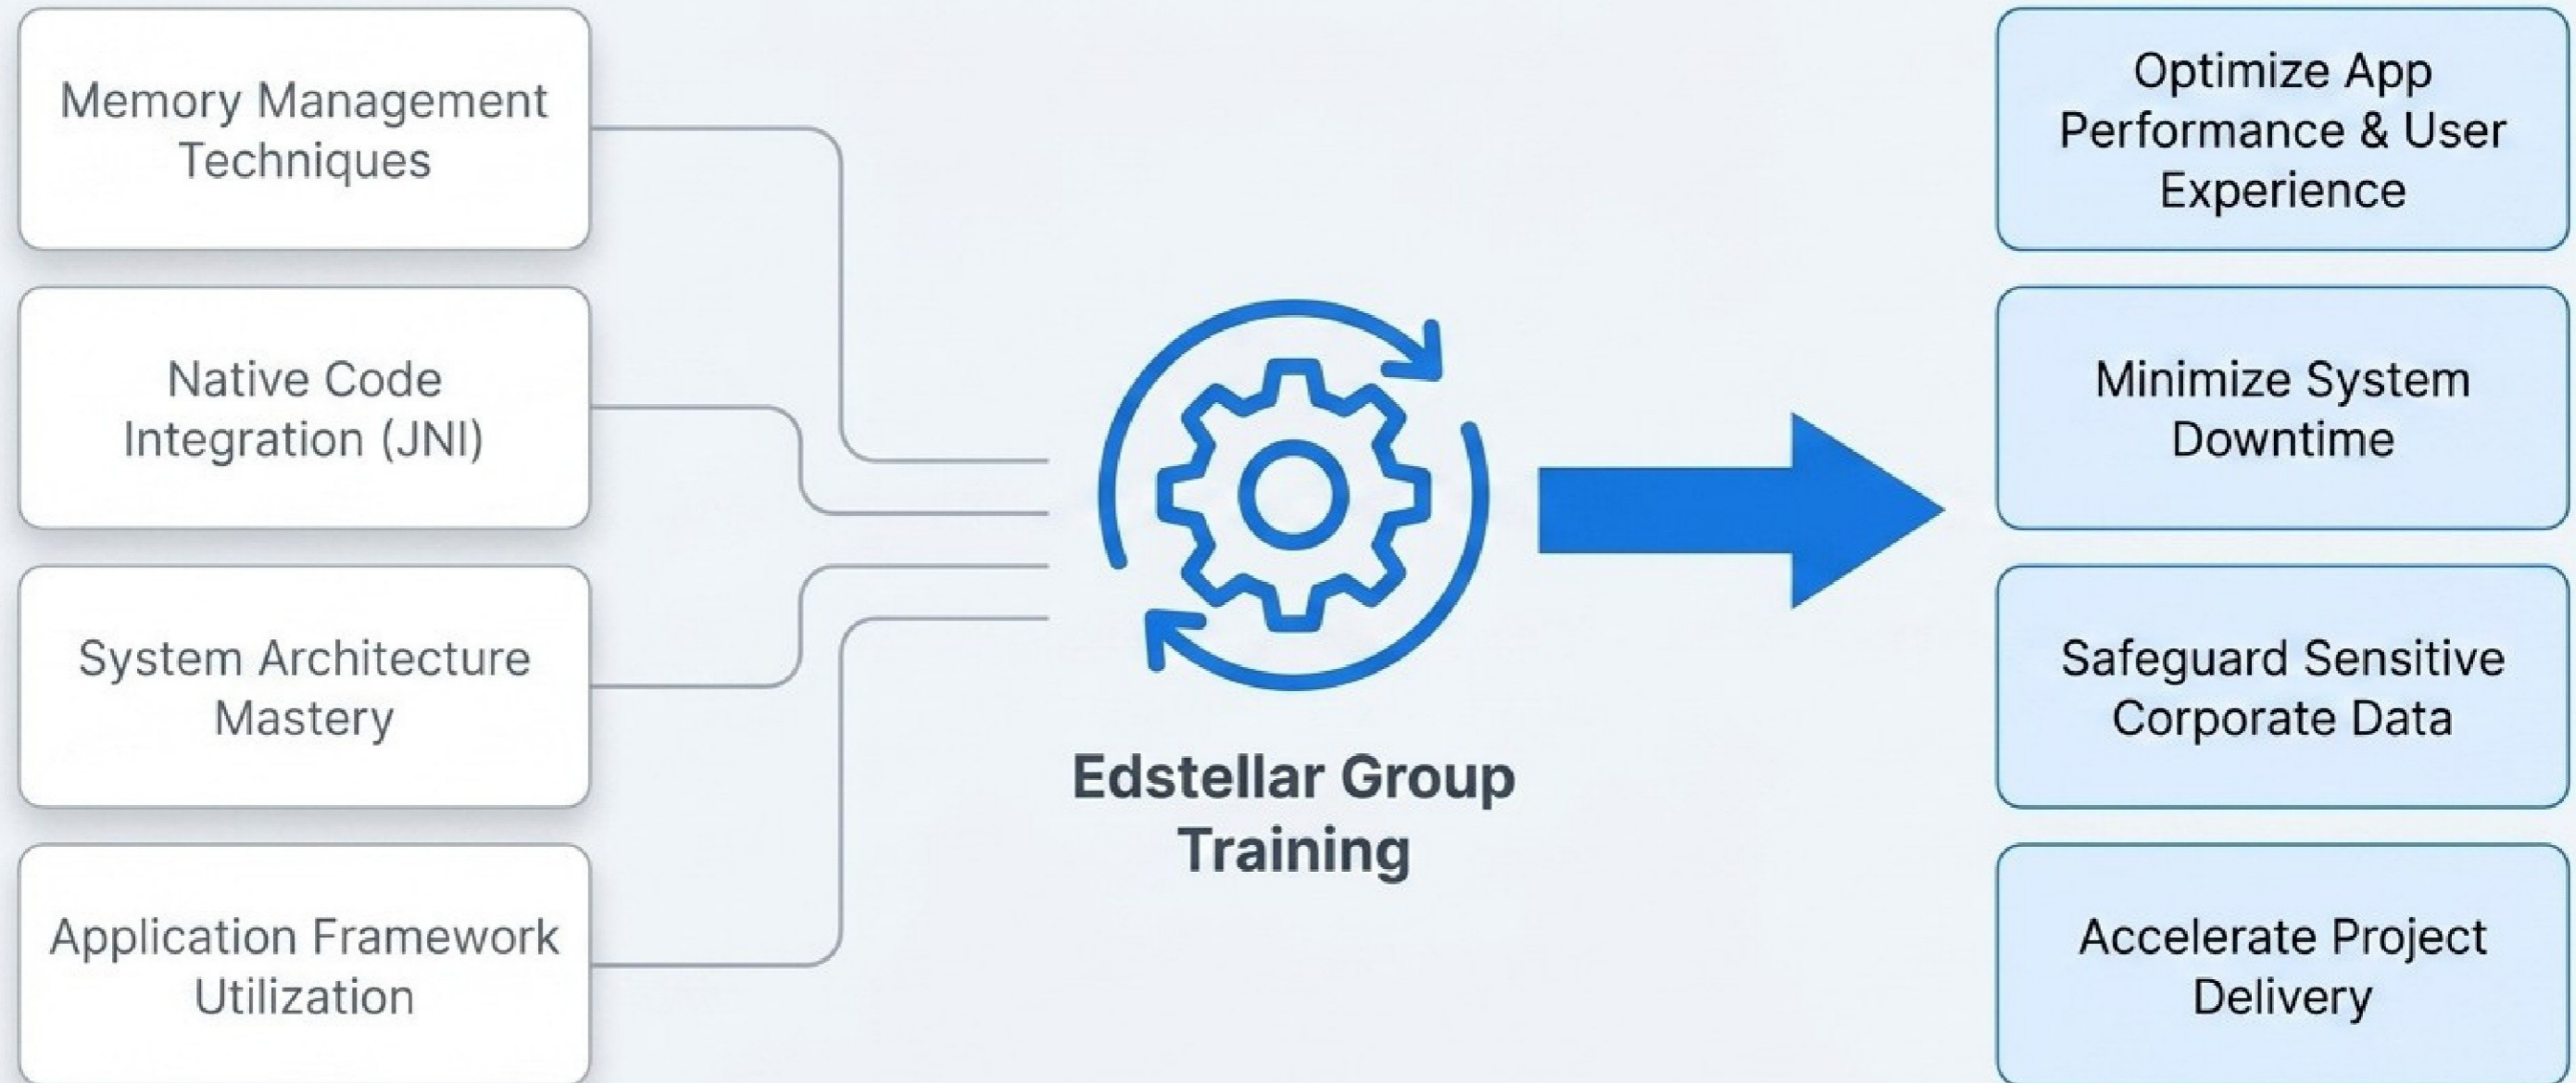 Memory Management
Techniques
Native Code
Integration (JNI)
System Architecture
Mastery
Application Framework
Utilization
Edstellar Group
Training
Optimize App
Performance & User
Experience
Minimize System
Downtime
Safeguard Sensitive
Corporate Data
Accelerate Project
Delivery